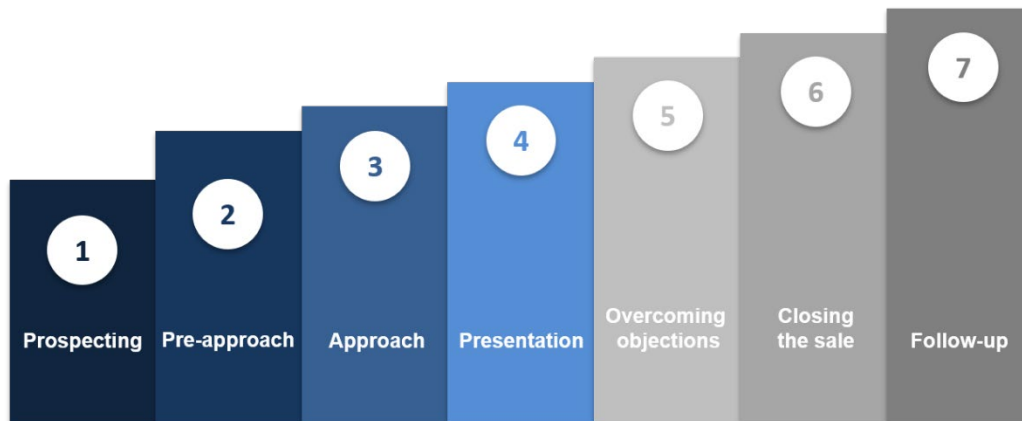 1
Prospecting
2
Pre-approach
3
Approach
4
Presentation
5
Overcoming
objections
6
Closing
the sale
7
Follow-up